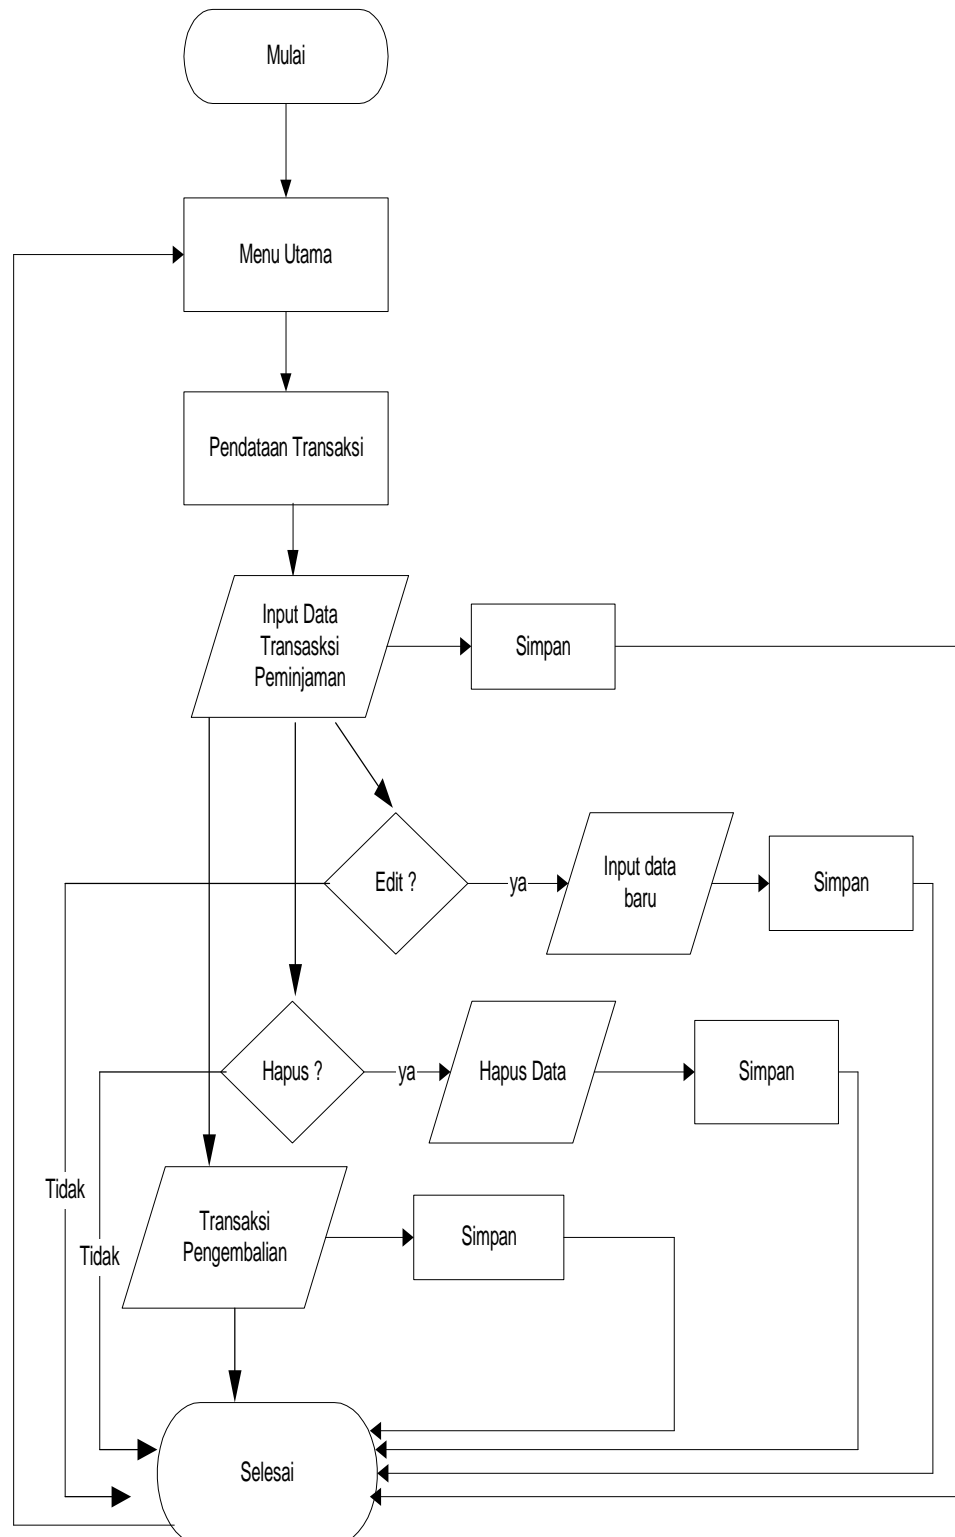 Mulai
Menu Utama
Pendataan Transaksi
Input Data
Transasksi
Peminjaman
Simpan
Edit ?
ya
Input data
baru
Simpan
Hapus ?
ya
Hapus Data
Simpan
Tidak
Tidak
Transaksi
Pengembalian
Simpan
Selesai